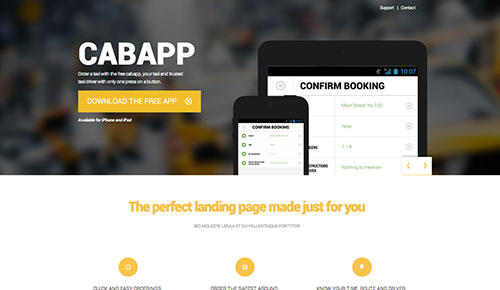 Support | Contact
CABAPP
Order a taxi with the free cabapp, your taxi and trusted
taxi driver with only one press on a button.
DOWNLOAD THE FREE APP
Available for iPhone and iPad
10:07
CONFIRM BOOKING
Main Street, No 120
Now
1 - 4
Nothing to mention
CONFIRM BOOKING
The perfect landing page made just for you
SED MOLESTIE LIGULA ET DUI PELLENTESQUE PORTTITOR
QUICK AND EASY ORDERINGS
ORDER THE SAFEST AROUND
KNOW YOUR TIME, ROUTE AND DRIVER